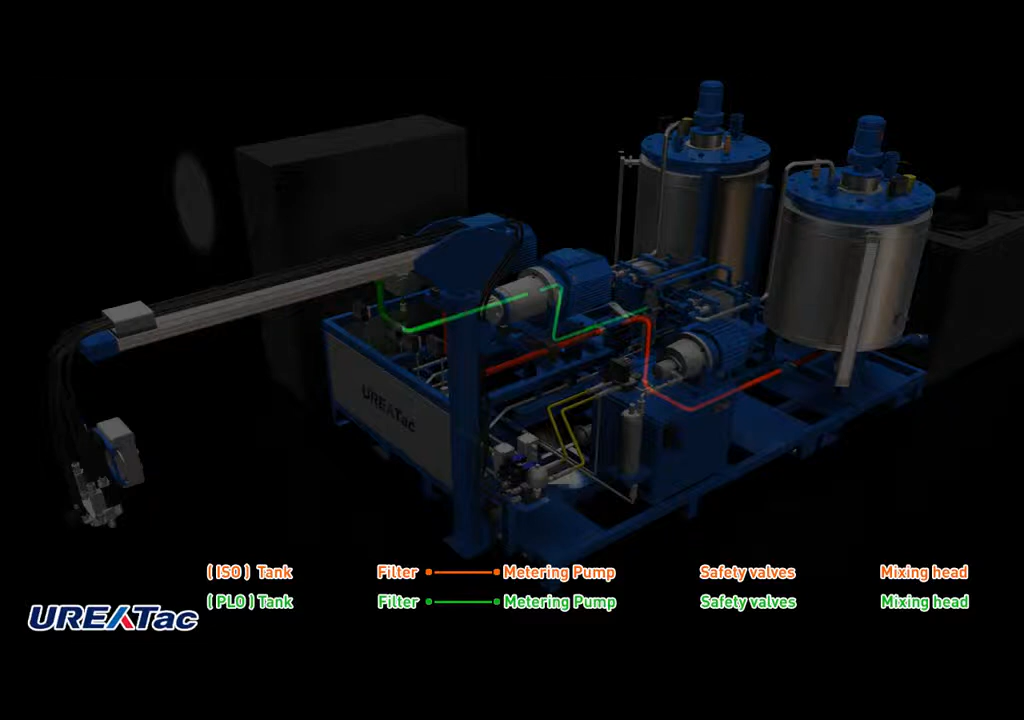 UREATac
( ISO ) Tank Filter Metering Pump Safety valves Mixing head
( PLO ) Tank Filter Metering Pump Safety valves Mixing head
UREATac